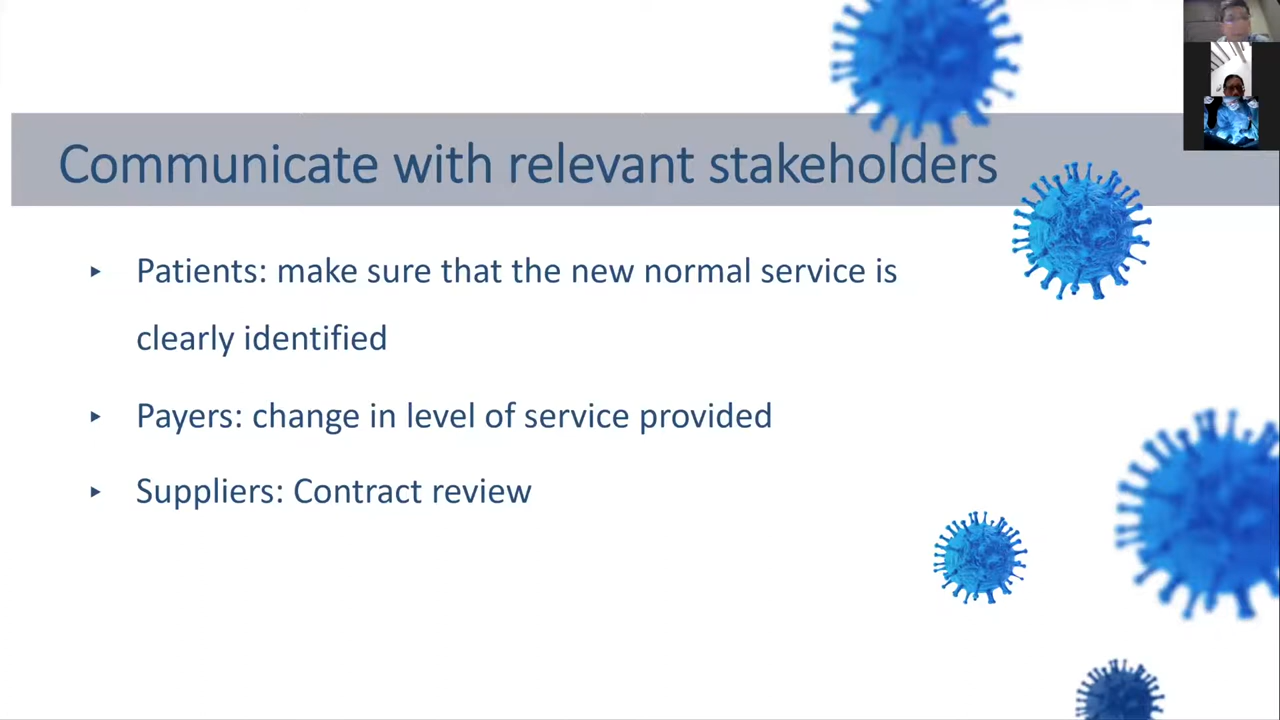 Communicate with relevant stakeholders
▸ Patients: make sure that the new normal service is
clearly identified
▸ Payers: change in level of service provided
▸ Suppliers: Contract review